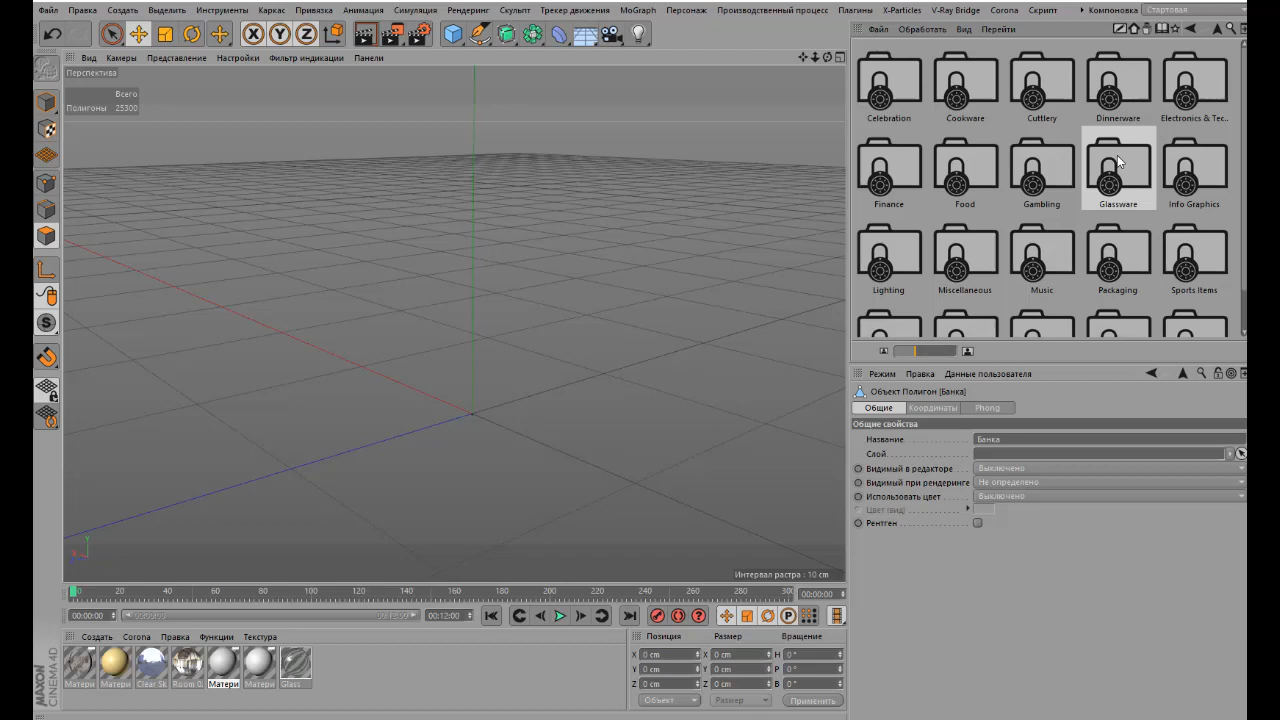 Файл Правка Создать Выделить Инструменты Каркас Привязка Анимация Симуляция Рендеринг Скульпт Трекер движения MoGraph Персонаж Производственный процесс Плагины X-Particles V-Ray Bridge Corona Скрипт Компоновка Стартовая
Файл Обработать Вид Перейти
Вид Камеры Представление Настройки Фильтр индикации Панели
Перспектива
Всего
Полигоны 25300
Celebration Cookware Cuttlery Dinnerware Electronics & Tec..
Finance Food Gambling Glassware Info Graphics
Lighting Miscellaneous Music Packaging Sports Items
Режим Правка Данные пользователя
Объект Полигон [Банка]
Общие Координаты Phong
Общие свойства
Название Банка
Слой
Видимый в редакторе Выключено
Видимый при рендеринге Не определено
Использовать цвет Выключено
Цвет (вид)
Рентген
Интервал растра : 10 cm
0 20 40 60 80 100 120 140 160 180 200 220 240 260 280 300 00:00:00
00:00:00 00:00:00 00:12:00 00:12:00
Создать Corona Правка Функции Текстура
Матери Матери Clear Sk Room 0 Матери Матери Glass
Позиция Размер Вращение
X 0 cm X 0 cm H 0 °
Y 0 cm Y 0 cm P 0 °
Z 0 cm Z 0 cm B 0 °
Объект Размер Применить
MAXON
CINEMA 4D